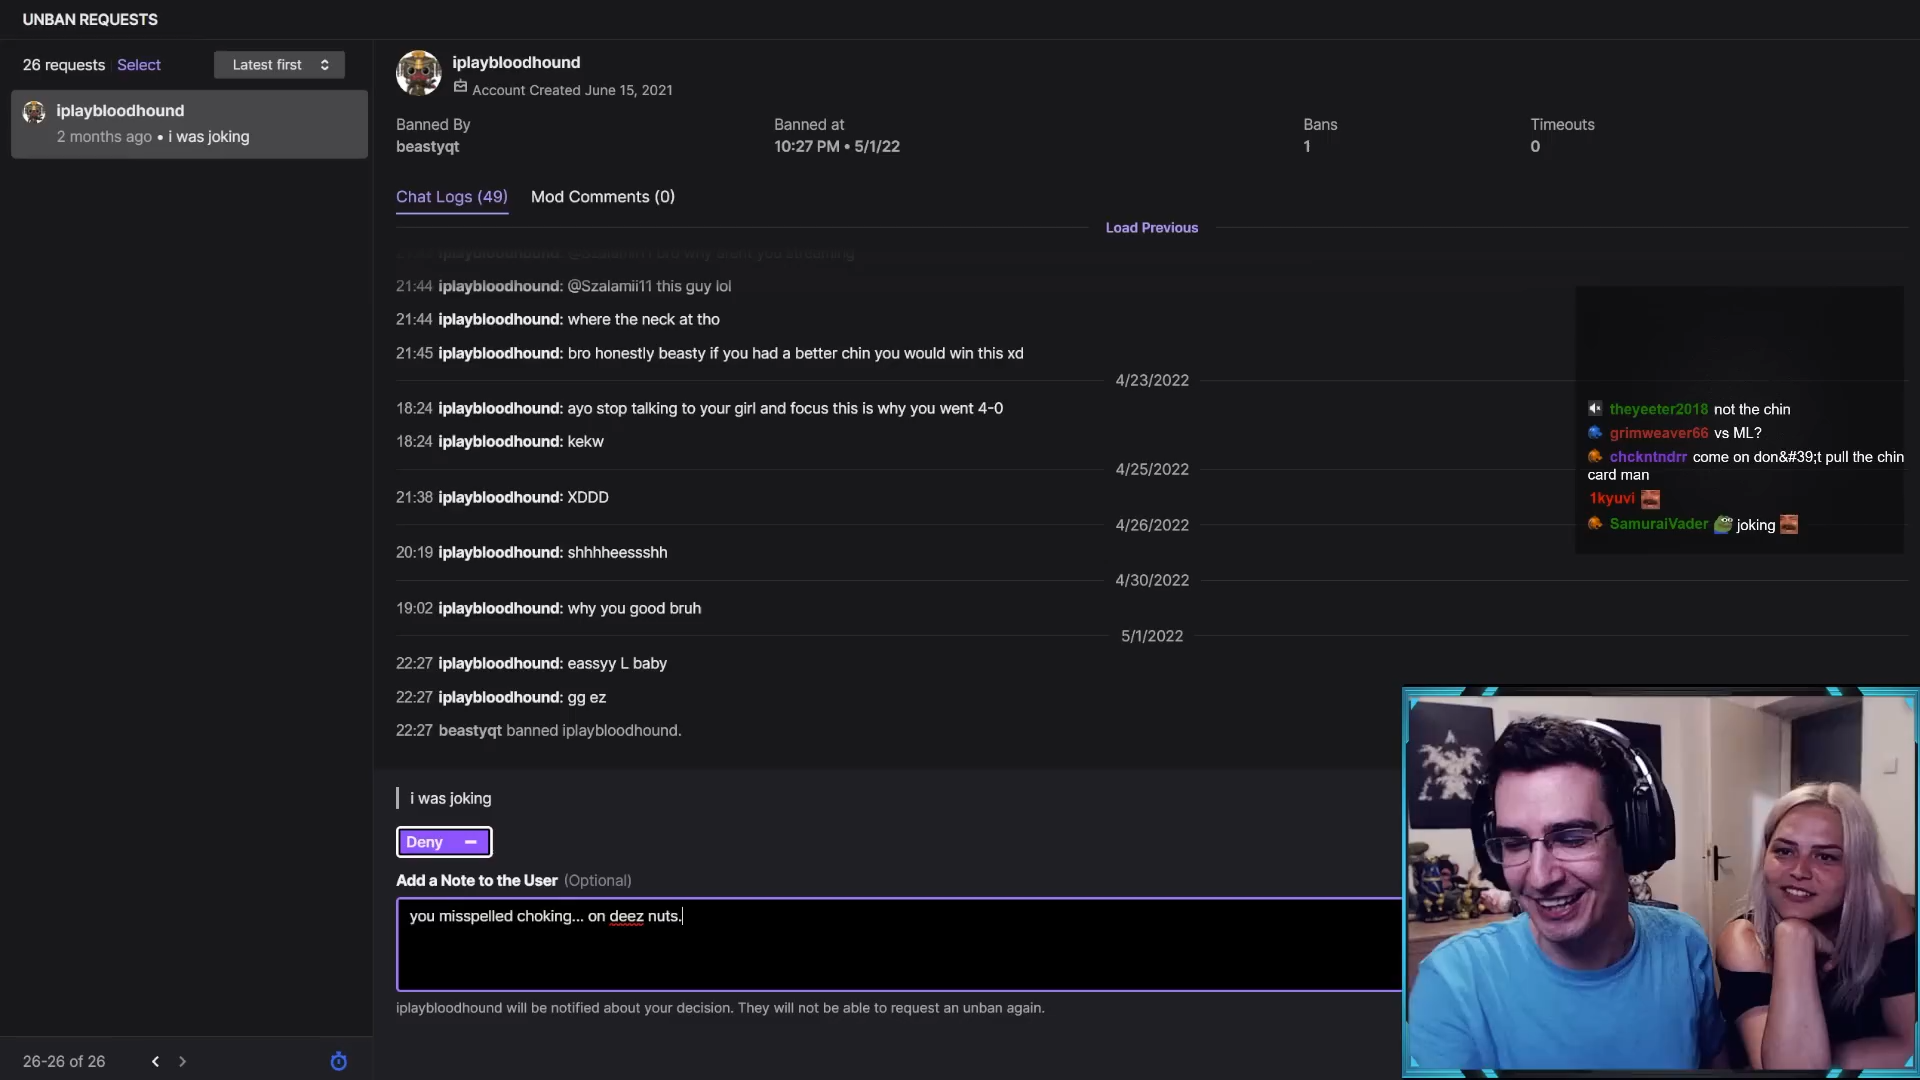 UNBAN REQUESTS
26 requests Select Latest first
iplaybloodhound
2 months ago • i was joking
iplaybloodhound
Account Created June 15, 2021
Banned By Banned at Bans Timeouts
beastyqt 10:27 PM • 5/1/22 1 0
Chat Logs (49) Mod Comments (0)
Load Previous
iplaybloodhound: @Szalamii11 bro why arent you streaming
21:44 iplaybloodhound: @Szalamii11 this guy lol
21:44 iplaybloodhound: where the neck at tho
21:45 iplaybloodhound: bro honestly beasty if you had a better chin you would win this xd
4/23/2022
18:24 iplaybloodhound: ayo stop talking to your girl and focus this is why you went 4-0
18:24 iplaybloodhound: kekw
4/25/2022
21:38 iplaybloodhound: XDDD
4/26/2022
20:19 iplaybloodhound: shhhheessshh
4/30/2022
19:02 iplaybloodhound: why you good bruh
5/1/2022
22:27 iplaybloodhound: eassyy L baby
22:27 iplaybloodhound: gg ez
22:27 beastyqt banned iplaybloodhound.
i was joking
Deny
Add a Note to the User (Optional)
you misspelled choking... on deez nuts.
iplaybloodhound will be notified about your decision. They will not be able to request an unban again.
26-26 of 26
theyeeter2018 not the chin
grimweaver66 vs ML?
chckntndrr come on don&#39;t pull the chin
card man
1kyuvi
SamuraiVader joking